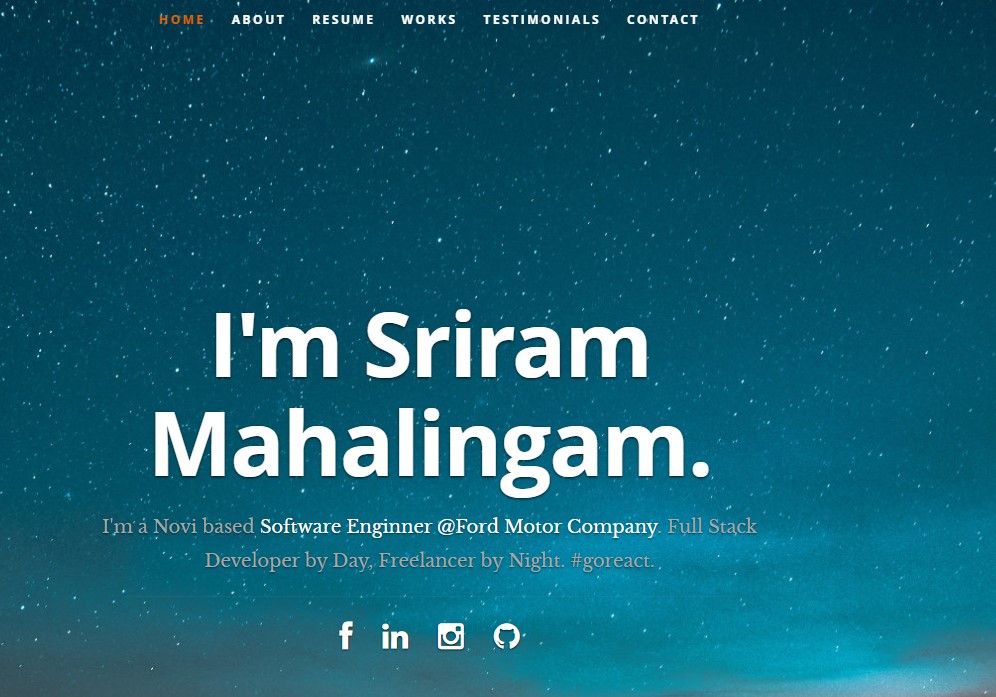 HOME ABOUT RESUME WORKS TESTIMONIALS CONTACT
I'm Sriram
Mahalingam.
I'm a Novi based Software Enginner @Ford Motor Company. Full Stack
Developer by Day, Freelancer by Night. #goreact.